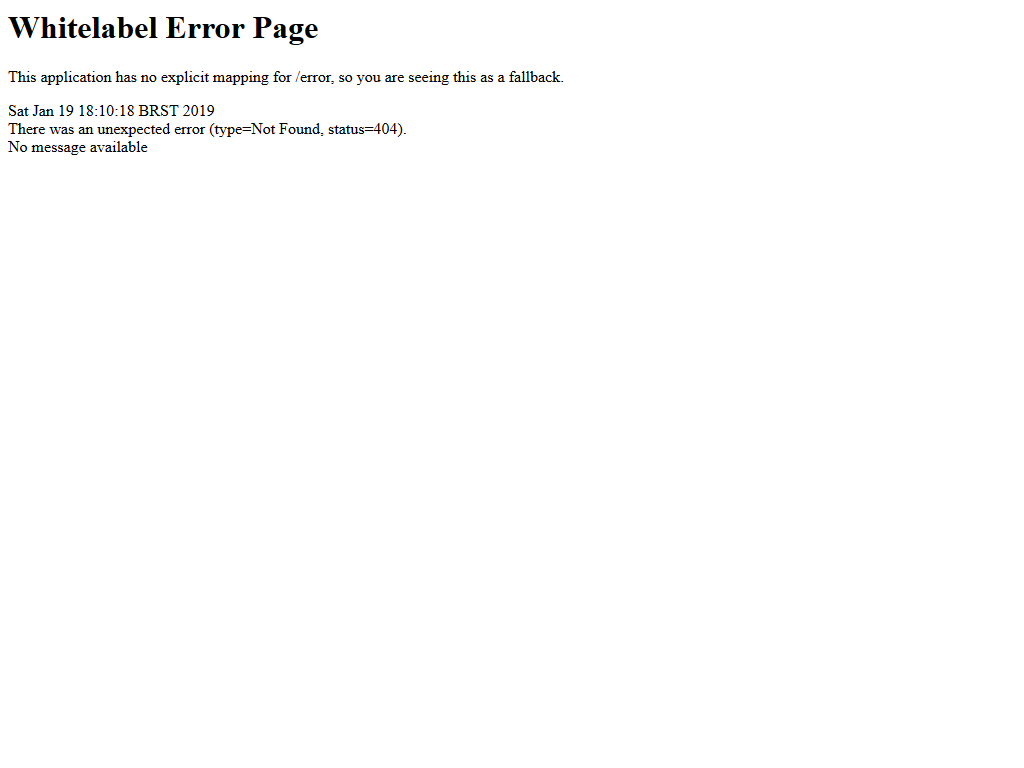 Whitelabel Error Page
This application has no explicit mapping for /error, so you are seeing this as a fallback.
Sat Jan 19 18:10:18 BRST 2019
There was an unexpected error (type=Not Found, status=404).
No message available